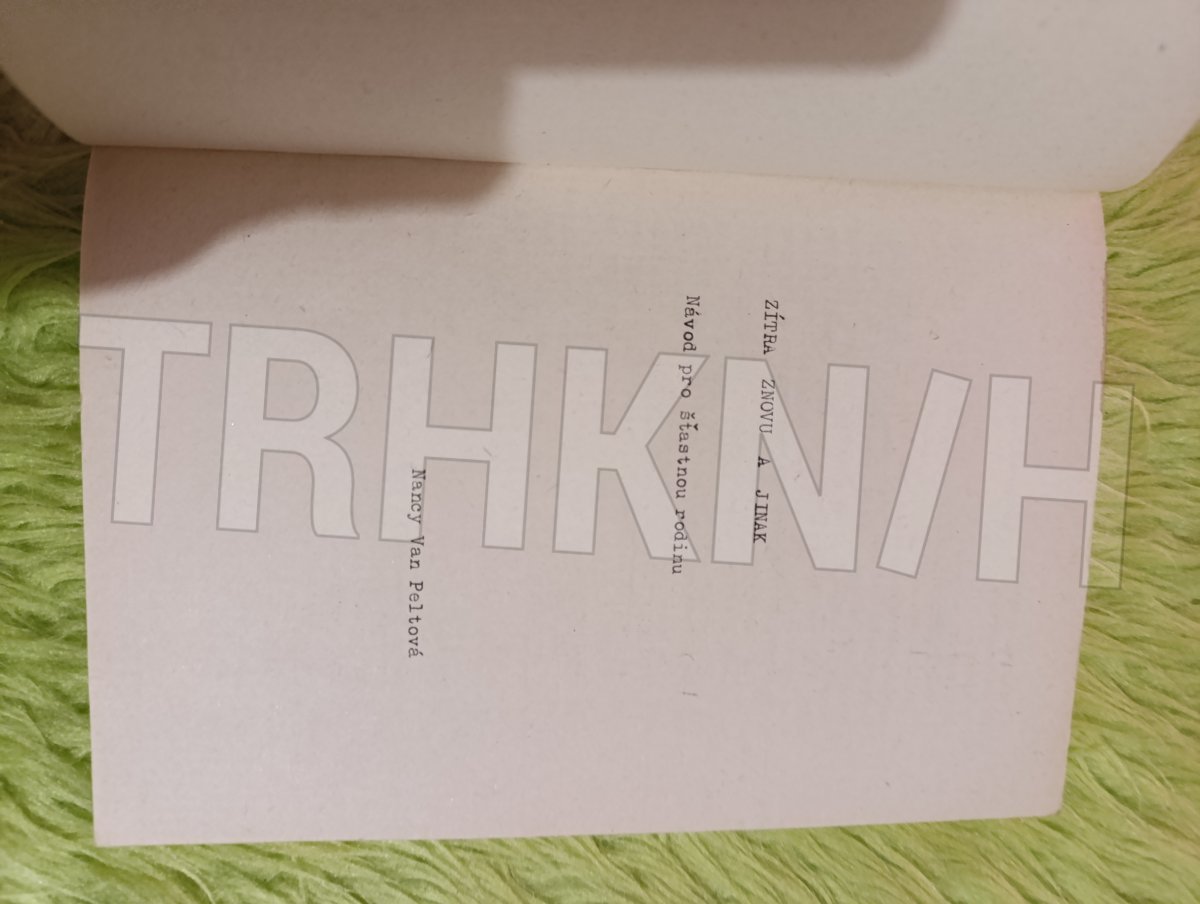 ZÍTRA ZNOVU A JINAK
Návod pro šťastnou rodinu
Nancy Van Peltová
TRHKNIH